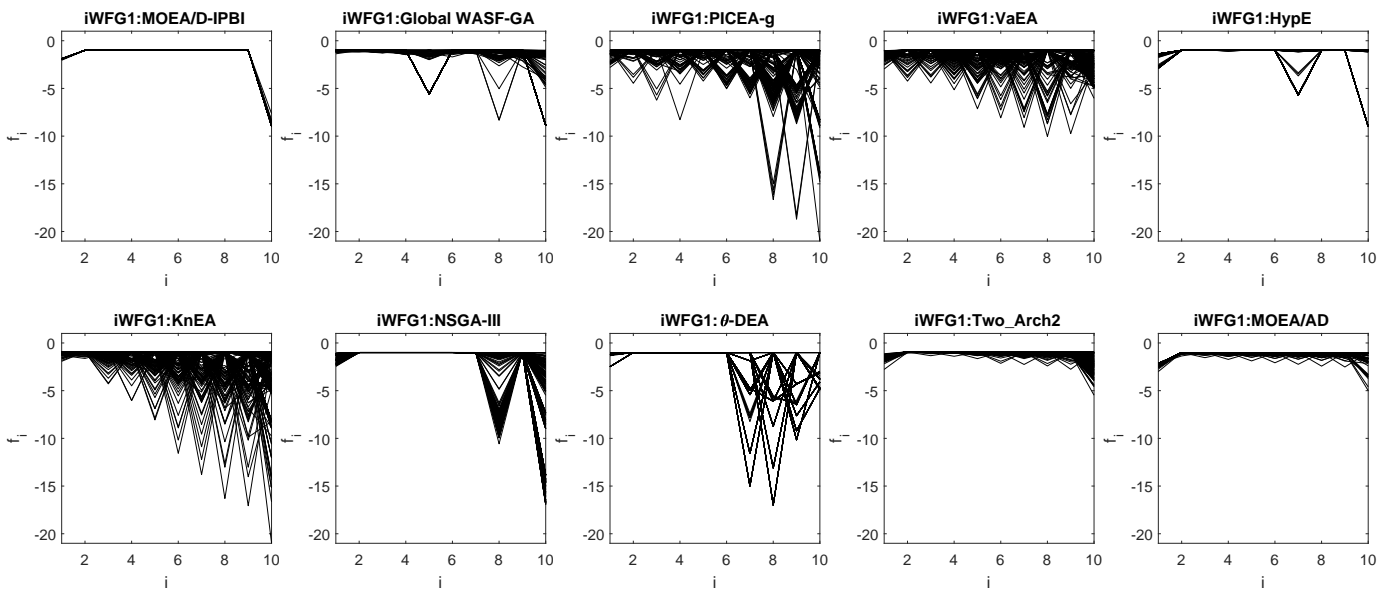 iWFG1:MOEA/D-IPBI
0
-5
-10
-15
-20
f_i
2 4 6 8 10
i
iWFG1:Global WASF-GA
0
-5
-10
-15
-20
f_i
2 4 6 8 10
i
iWFG1:PICEA-g
0
-5
-10
-15
-20
f_i
2 4 6 8 10
i
iWFG1:VaEA
0
-5
-10
-15
-20
f_i
2 4 6 8 10
i
iWFG1:HypE
0
-5
-10
-15
-20
f_i
2 4 6 8 10
i
iWFG1:KnEA
0
-5
-10
-15
-20
f_i
2 4 6 8 10
i
iWFG1:NSGA-III
0
-5
-10
-15
-20
f_i
2 4 6 8 10
i
iWFG1:θ-DEA
0
-5
-10
-15
-20
f_i
2 4 6 8 10
i
iWFG1:Two_Arch2
0
-5
-10
-15
-20
f_i
2 4 6 8 10
i
iWFG1:MOEA/AD
0
-5
-10
-15
-20
f_i
2 4 6 8 10
i